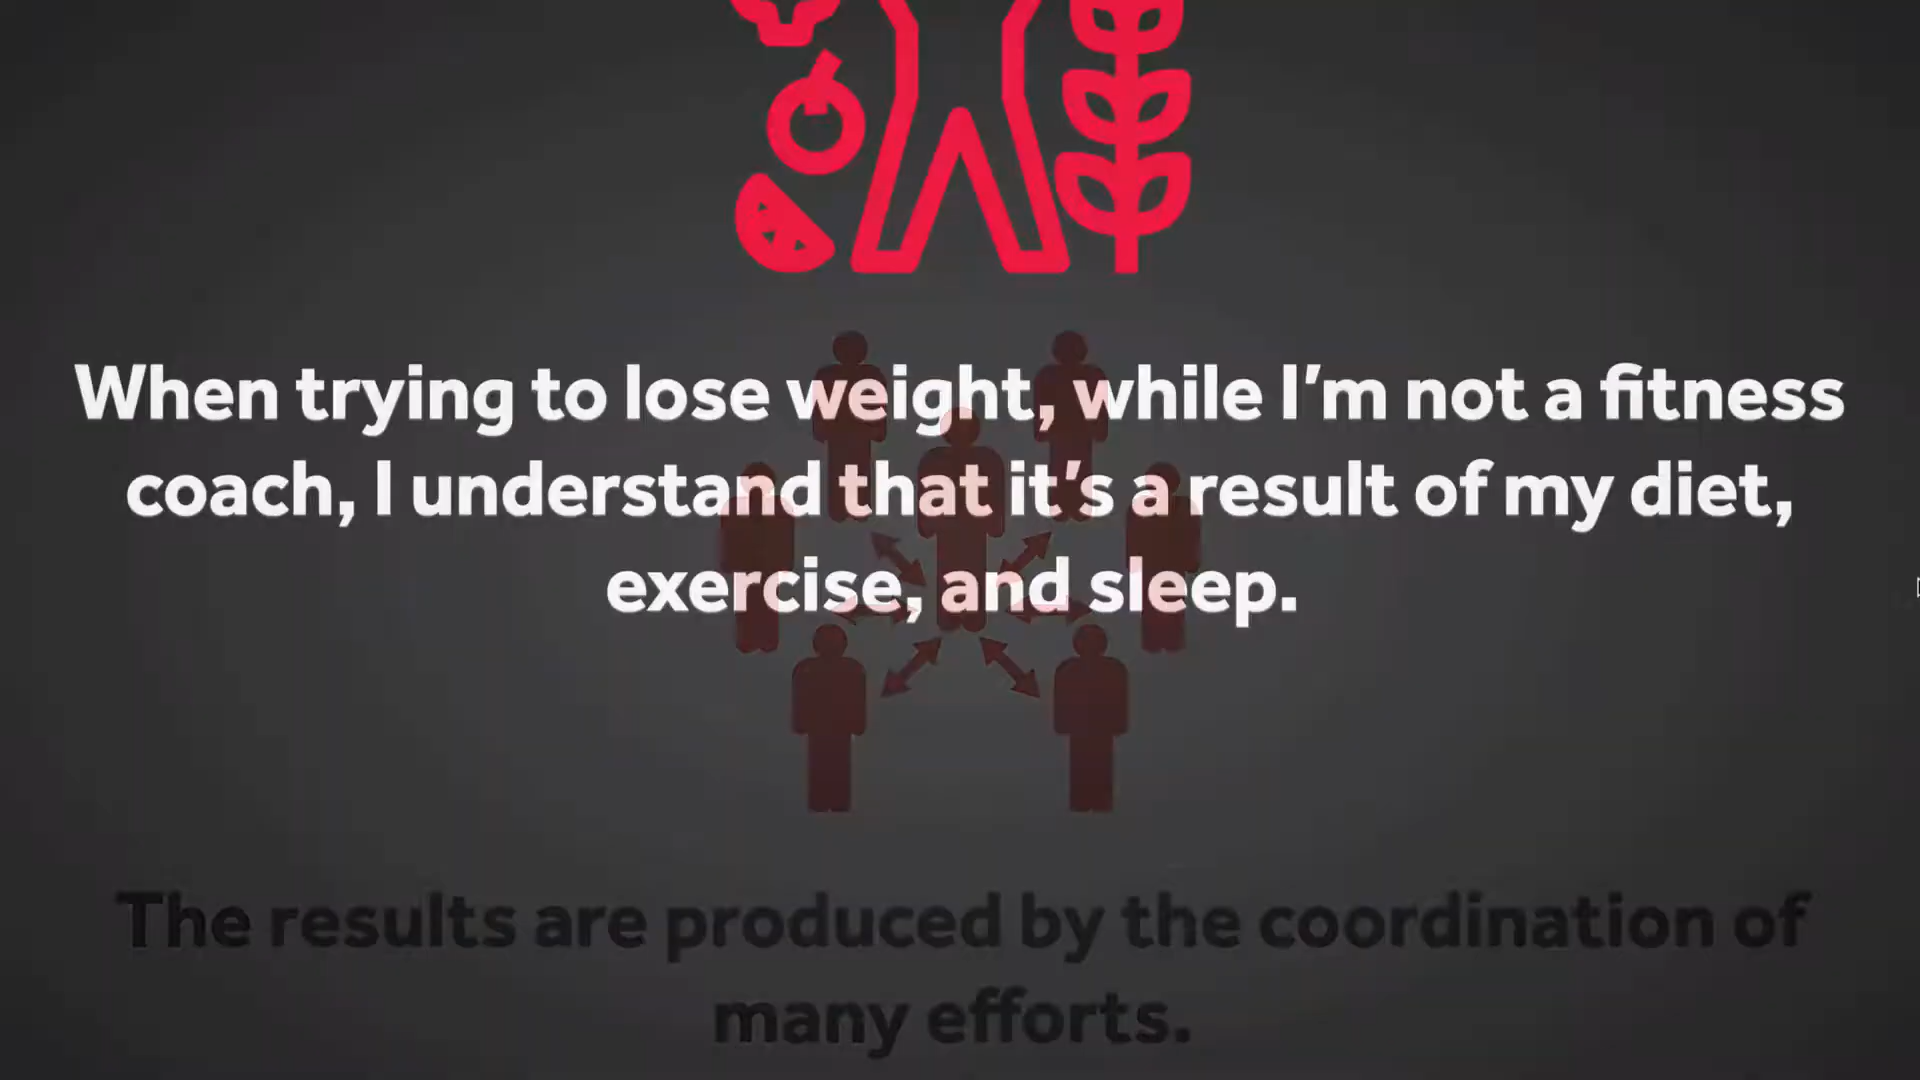 When trying to lose weight, while I'm not a fitness
coach, I understand that it's a result of my diet,
exercise, and sleep.
The results are produced by the coordination of
many efforts.